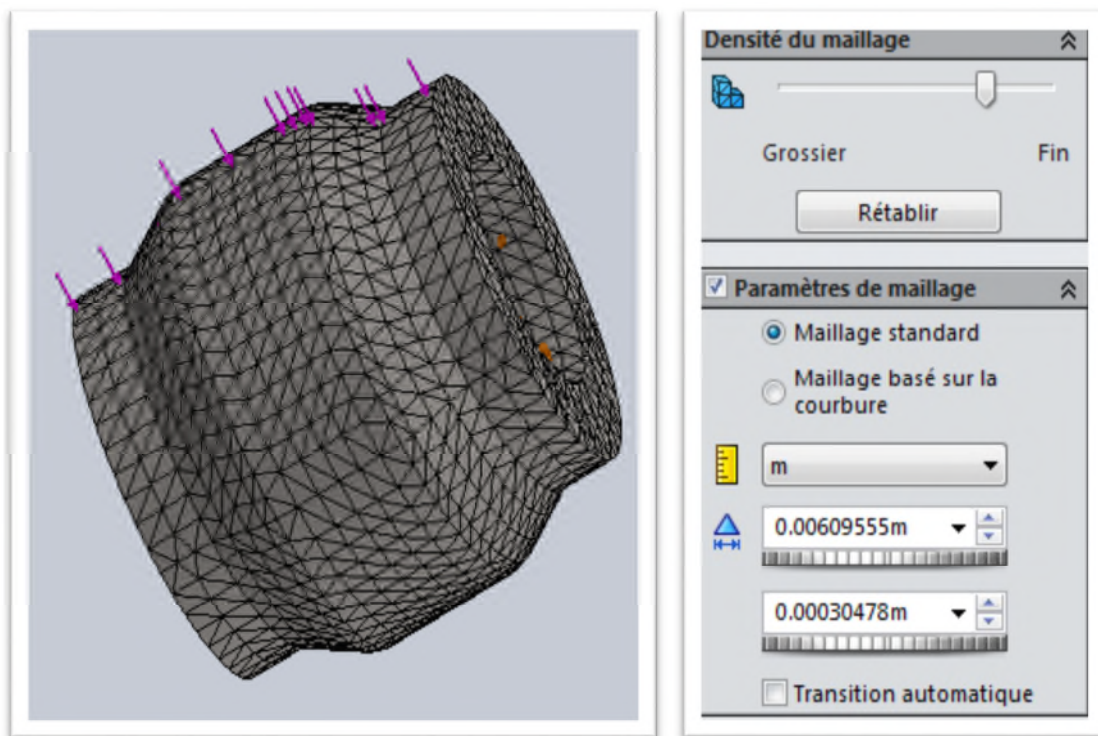 Densité du maillage
Grossier Fin
Rétablir
Paramètres de maillage
Maillage standard
Maillage basé sur la
courbure
m
0.00609555m
0.00030478m
Transition automatique